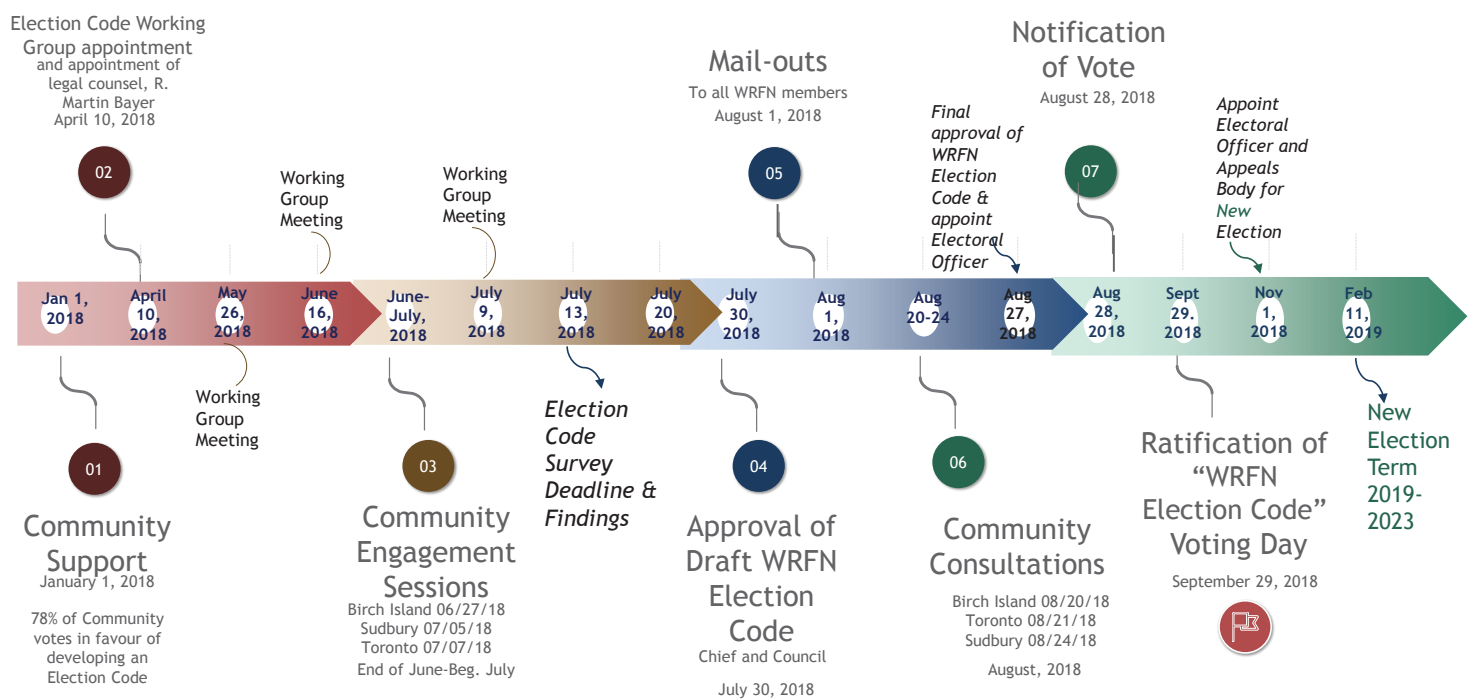 Election Code Working
Group appointment
and appointment of
legal counsel, R.
Martin Bayer
April 10, 2018
02
Working
Group
Meeting
Working
Group
Meeting
Mail-outs
To all WRFN members
August 1, 2018
05
Final
approval of
WRFN
Election
Code &
appoint
Electoral
Officer
Notification
of Vote
August 28, 2018
07
Appoint
Electoral
Officer and
Appeals
Body for
New
Election
Jan 1,
2018
April
10,
2018
May
26,
2018
June
16,
2018
June-
July,
2018
July
9,
2018
July
13,
2018
July
20,
2018
July
30,
2018
Aug
1,
2018
Aug
20-24
Aug
27,
2018
Aug
28,
2018
Sept
29.
2018
Nov
1,
2018
Feb
11,
2019
01
Community
Support
January 1, 2018
78% of Community
votes in favour of
developing an
Election Code
Working
Group
Meeting
03
Community
Engagement
Sessions
Birch Island 06/27/18
Sudbury 07/05/18
Toronto 07/07/18
End of June-Beg. July
Election
Code
Survey
Deadline &
Findings
04
Approval of
Draft WRFN
Election
Code
Chief and Council
July 30, 2018
06
Community
Consultations
Birch Island 08/20/18
Toronto 08/21/18
Sudbury 08/24/18
August, 2018
Ratification of
“WRFN
Election Code”
Voting Day
September 29, 2018
New
Election
Term
2019-
2023